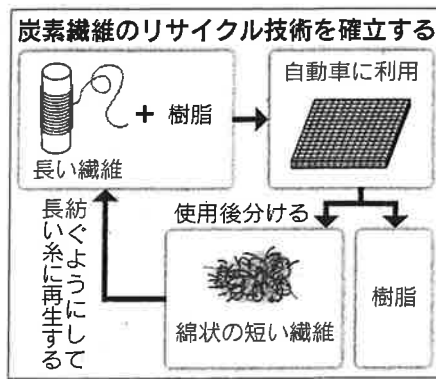 炭素繊維のリサイクル技術を確立する
長い繊維
+ 樹脂
自動車に利用
使用後分ける
綿状の短い繊維
樹脂
紡ぐようにして
長い糸に再生する